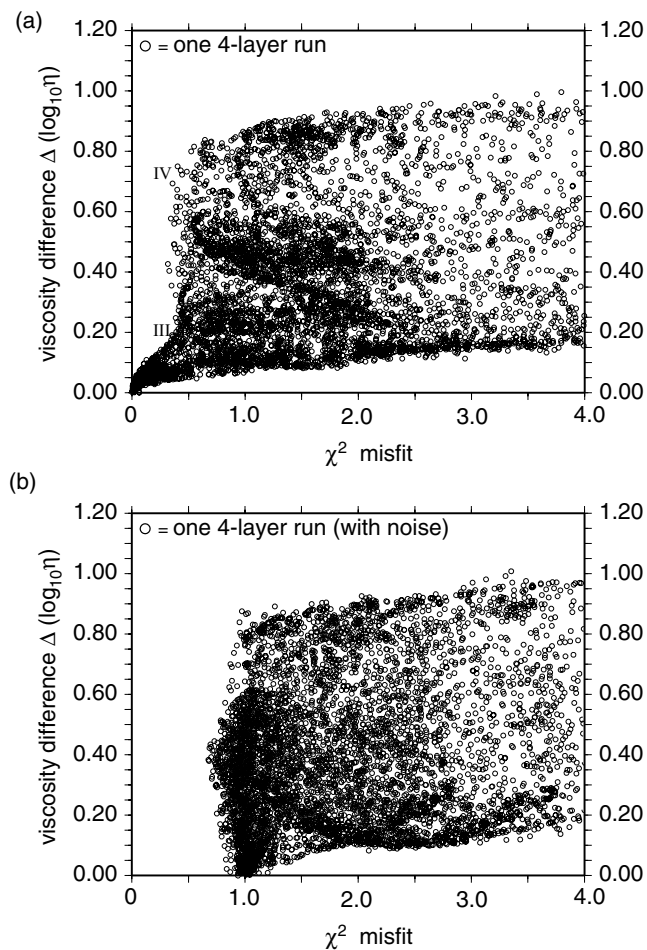 (a)
1.20 1.20
○ = one 4-layer run
1.00 1.00
0.80 0.80
IV
0.60 0.60
0.40 0.40
III
0.20 0.20
0.00 0.00
viscosity difference Δ (log₁₀η)
0 1.0 2.0 3.0 4.0
χ² misfit
(b)
1.20 1.20
○ = one 4-layer run (with noise)
1.00 1.00
0.80 0.80
0.60 0.60
0.40 0.40
0.20 0.20
0.00 0.00
viscosity difference Δ (log₁₀η)
0 1.0 2.0 3.0 4.0
χ² misfit